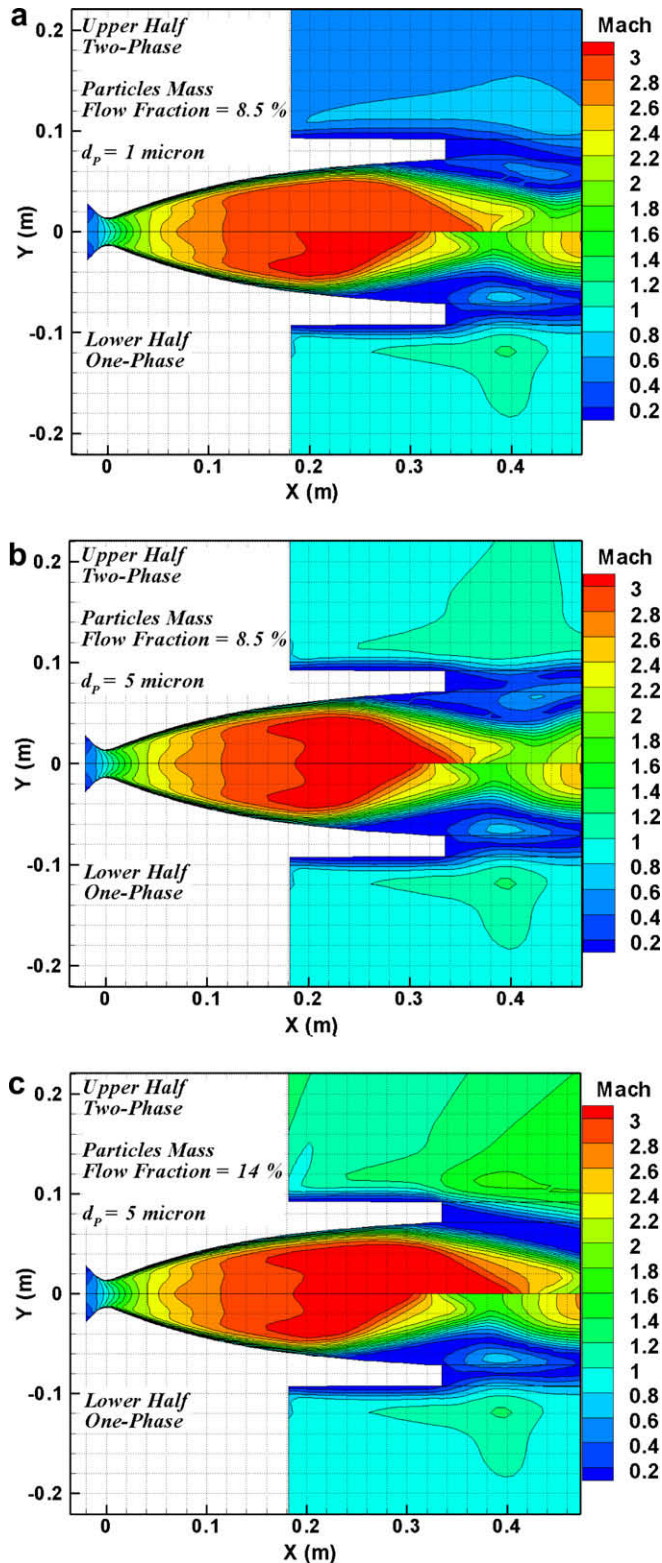 a
Upper Half
Two-Phase
Particles Mass
Flow Fraction = 8.5 %
d_P = 1 micron
Lower Half
One-Phase
Y (m)
0.2
0.1
0
-0.1
-0.2
0
0.1
0.2
0.3
0.4
X (m)
Mach
3
2.8
2.6
2.4
2.2
2
1.8
1.6
1.4
1.2
1
0.8
0.6
0.4
0.2
b
Upper Half
Two-Phase
Particles Mass
Flow Fraction = 8.5 %
d_P = 5 micron
Lower Half
One-Phase
Y (m)
0.2
0.1
0
-0.1
-0.2
0
0.1
0.2
0.3
0.4
X (m)
Mach
3
2.8
2.6
2.4
2.2
2
1.8
1.6
1.4
1.2
1
0.8
0.6
0.4
0.2
c
Upper Half
Two-Phase
Particles Mass
Flow Fraction = 14 %
d_P = 5 micron
Lower Half
One-Phase
Y (m)
0.2
0.1
0
-0.1
-0.2
0
0.1
0.2
0.3
0.4
X (m)
Mach
3
2.8
2.6
2.4
2.2
2
1.8
1.6
1.4
1.2
1
0.8
0.6
0.4
0.2